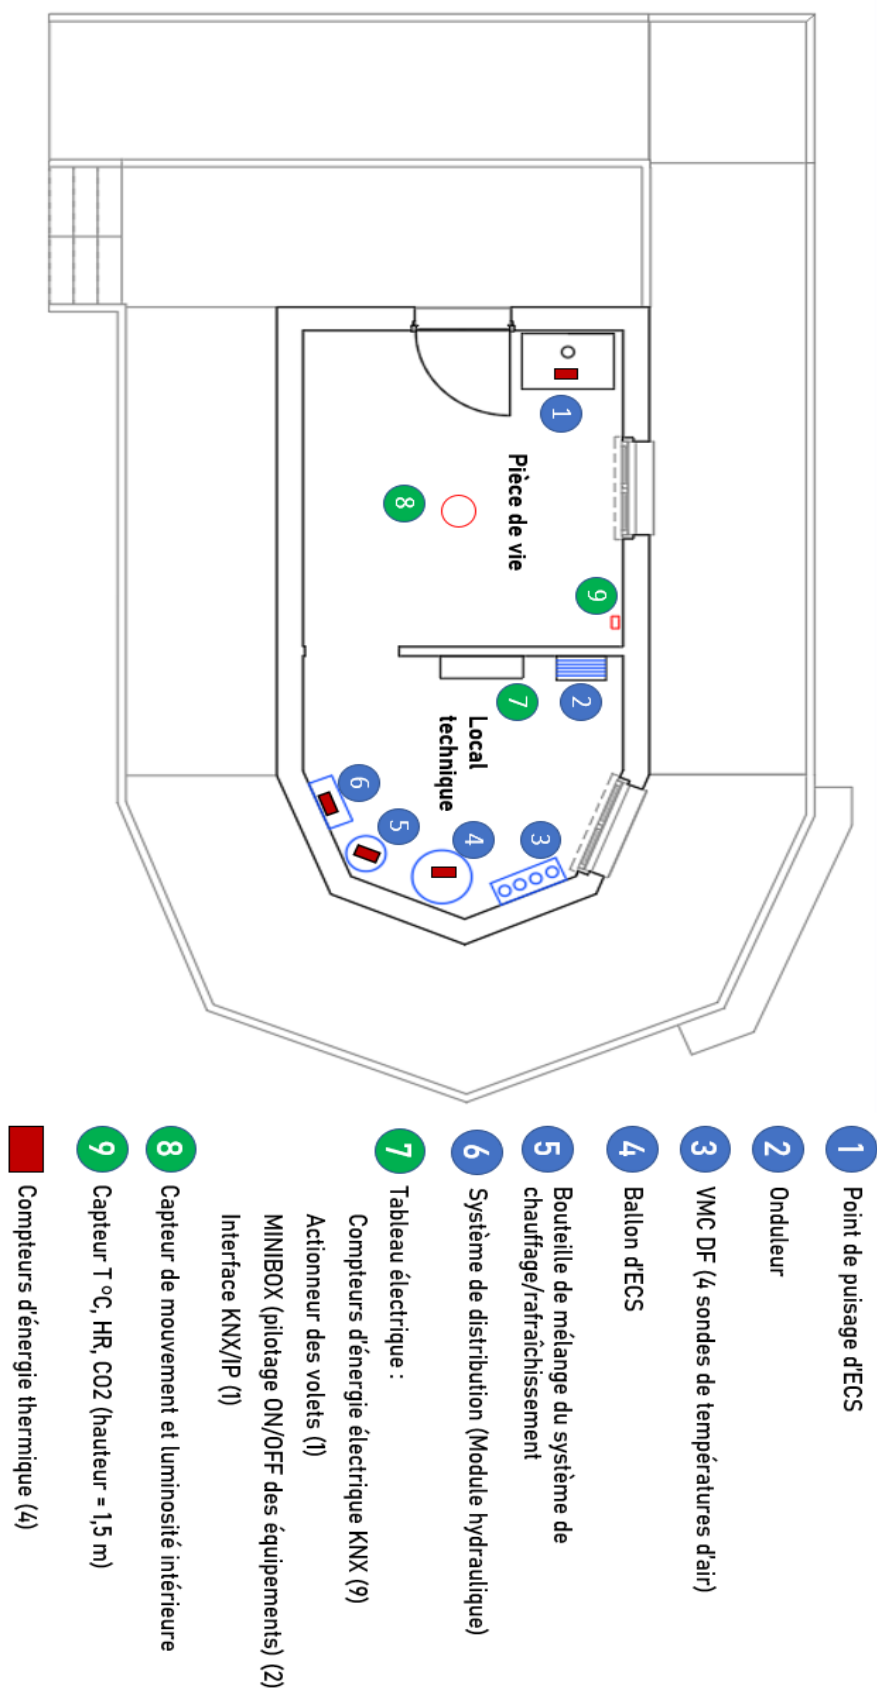 1
Pièce de vie
8
9
2
7
Local
technique
6
5
4
3
1 Point de puisage d'ECS
2 Onduleur
3 VMC DF (4 sondes de températures d'air)
4 Ballon d'ECS
5 Bouteille de mélange du système de
chauffage/rafraîchissement
6 Système de distribution (Module hydraulique)
7 Tableau électrique :
Compteurs d'énergie électrique KNX (9)
Actionneur des volets (1)
MINIBOX (pilotage ON/OFF des équipements) (2)
Interface KNX/IP (1)
8 Capteur de mouvement et luminosité intérieure
9 Capteur T °C, HR, CO2 (hauteur = 1,5 m)
Compteurs d'énergie thermique (4)